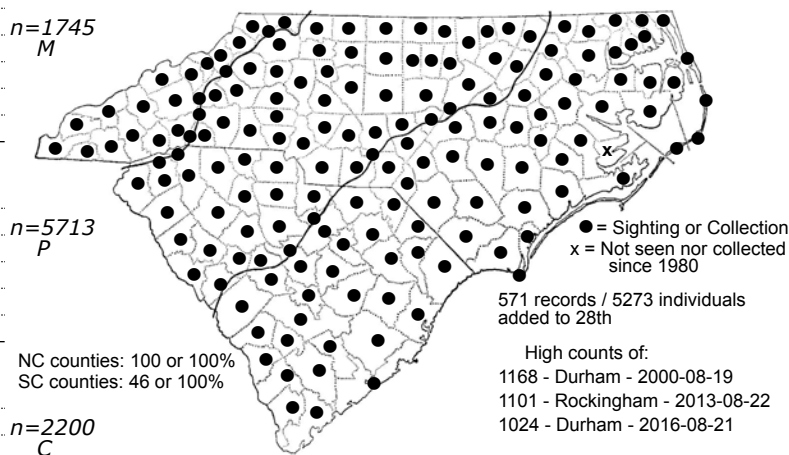 n=1745
M
n=5713
P
n=2200
C
x
● = Sighting or Collection
x = Not seen nor collected
since 1980
571 records / 5273 individuals
added to 28th
NC counties: 100 or 100%
SC counties: 46 or 100%
High counts of:
1168 - Durham - 2000-08-19
1101 - Rockingham - 2013-08-22
1024 - Durham - 2016-08-21